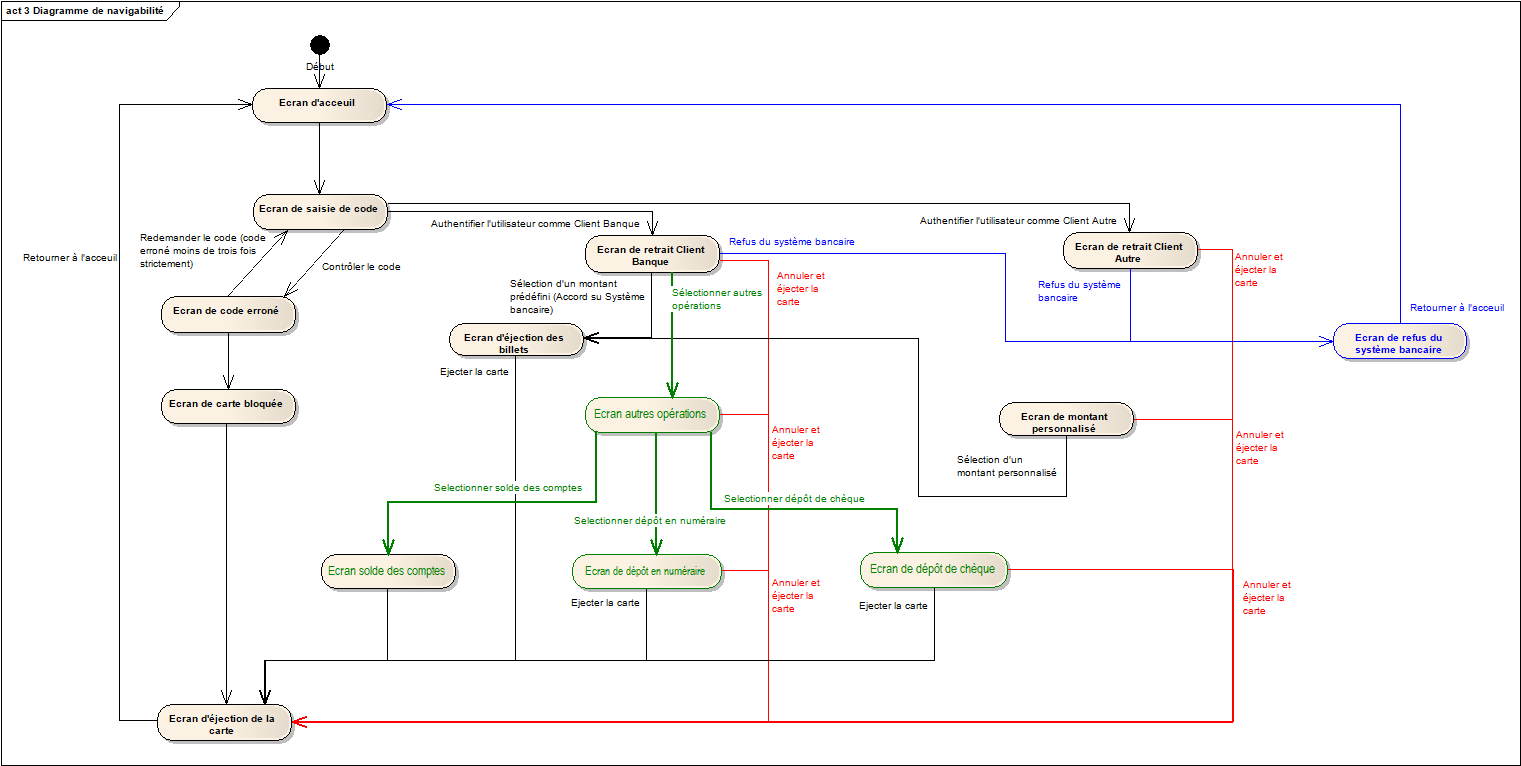 act 3 Diagramme de navigabilité
Début
Ecran d'acceuil
Ecran de saisie de code
Authentifier l'utilisateur comme Client Banque
Authentifier l'utilisateur comme Client Autre
Redemander le code (code
erroné moins de trois fois
strictement)
Contrôler le code
Retourner à l'acceuil
Ecran de retrait Client
Banque
Refus du système bancaire
Ecran de retrait Client
Autre
Annuler et
éjecter la
carte
Annuler et
éjecter la
carte
Sélection d'un montant
prédéfini (Accord su Système
bancaire)
Sélectionner autres
opérations
Refus du système
bancaire
Retourner à l'acceuil
Ecran de code erroné
Ecran d'éjection des
billets
Ecran de refus du
système bancaire
Ejecter la carte
Ecran de carte bloquée
Ecran autres opérations
Ecran de montant
personnalisé
Annuler et
éjecter la
carte
Annuler et
éjecter la
carte
Sélection d'un
montant personnalisé
Selectionner solde des comptes
Selectionner dépôt de chèque
Selectionner dépôt en numéraire
Ecran solde des comptes
Ecran de dépôt en numéraire
Ecran de dépôt de chèque
Annuler et
éjecter la
carte
Annuler et
éjecter la
carte
Ejecter la carte
Ejecter la carte
Ecran d'éjection de la
carte